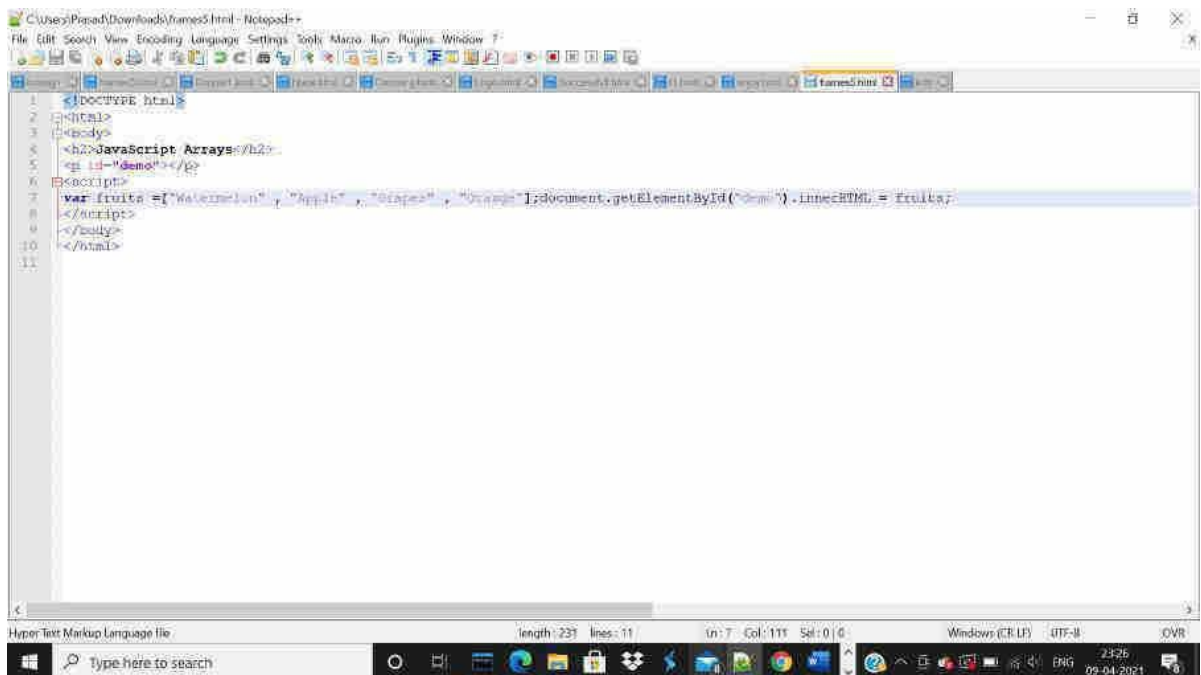 C:\Users\Prasad\Downloads\frames5.html - Notepad++
File Edit Search View Encoding Language Settings Tools Macro Run Plugins Window ?
frames5.html
1 <!DOCTYPE html>
2 <html>
3 <body>
4 <h2>JavaScript Arrays</h2>
5 <p id="demo"></p>
6 <script>
7 var fruits =["Watermelon" , "Apple" , "Grapes" , "Orange"];document.getElementById("demo").innerHTML = fruits;
8 </script>
9 </body>
10 </html>
11
Hyper Text Markup Language file length : 231 lines : 11 Ln : 7 Col : 111 Sel : 0 | 0 Windows (CR LF) UTF-8 OVR
Type here to search ENG 23:26
09-04-2021